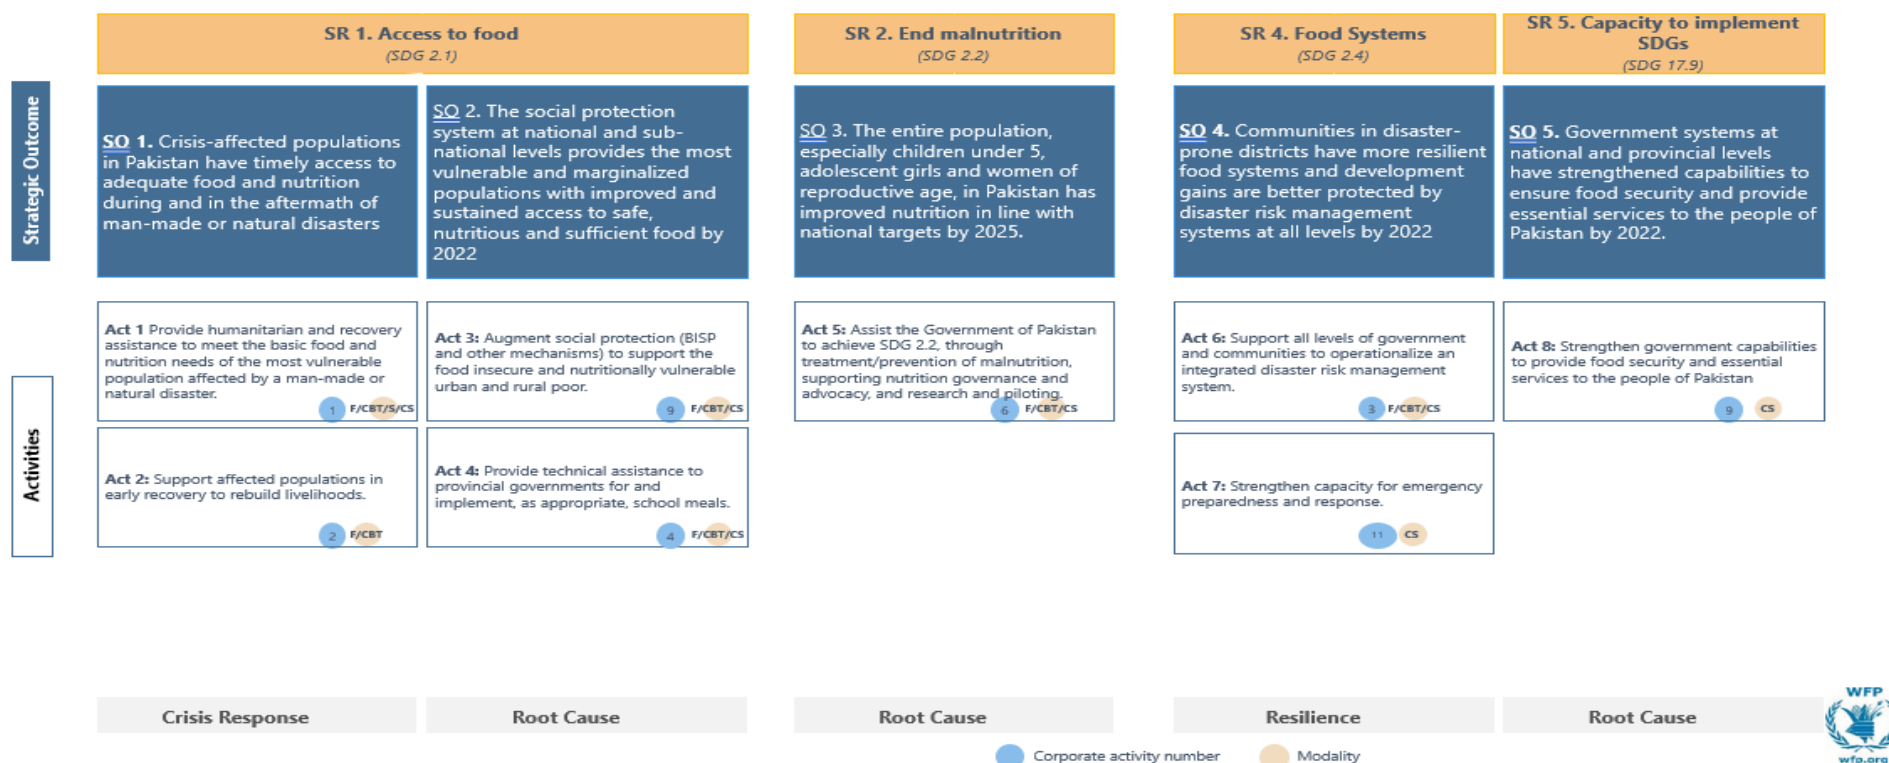 SR 1. Access to food
(SDG 2.1)
SR 2. End malnutrition
(SDG 2.2)
SR 4. Food Systems
(SDG 2.4)
SR 5. Capacity to implement
SDGs
(SDG 17.9)
Strategic Outcome
SO 1. Crisis-affected populations
in Pakistan have timely access to
adequate food and nutrition
during and in the aftermath of
man-made or natural disasters
SO 2. The social protection
system at national and sub-
national levels provides the most
vulnerable and marginalized
populations with improved and
sustained access to safe,
nutritious and sufficient food by
2022
SO 3. The entire population,
especially children under 5,
adolescent girls and women of
reproductive age, in Pakistan has
improved nutrition in line with
national targets by 2025.
SO 4. Communities in disaster-
prone districts have more resilient
food systems and development
gains are better protected by
disaster risk management
systems at all levels by 2022
SO 5. Government systems at
national and provincial levels
have strengthened capabilities to
ensure food security and provide
essential services to the people of
Pakistan by 2022.
Activities
Act 1 Provide humanitarian and recovery
assistance to meet the basic food and
nutrition needs of the most vulnerable
population affected by a man-made or
natural disaster.
1 F/CBT/S/CS
Act 3: Augment social protection (BISP
and other mechanisms) to support the
food insecure and nutritionally vulnerable
urban and rural poor.
9 F/CBT/CS
Act 5: Assist the Government of Pakistan
to achieve SDG 2.2, through
treatment/prevention of malnutrition,
supporting nutrition governance and
advocacy, and research and piloting.
6 F/CBT/CS
Act 6: Support all levels of government
and communities to operationalize an
integrated disaster risk management
system.
3 F/CBT/CS
Act 8: Strengthen government capabilities
to provide food security and essential
services to the people of Pakistan
9 CS
Act 2: Support affected populations in
early recovery to rebuild livelihoods.
2 F/CBT
Act 4: Provide technical assistance to
provincial governments for and
implement, as appropriate, school meals.
4 F/CBT/CS
Act 7: Strengthen capacity for emergency
preparedness and response.
11 CS
Crisis Response
Root Cause
Root Cause
Resilience
Root Cause
Corporate activity number
Modality
WFP
wfp.org